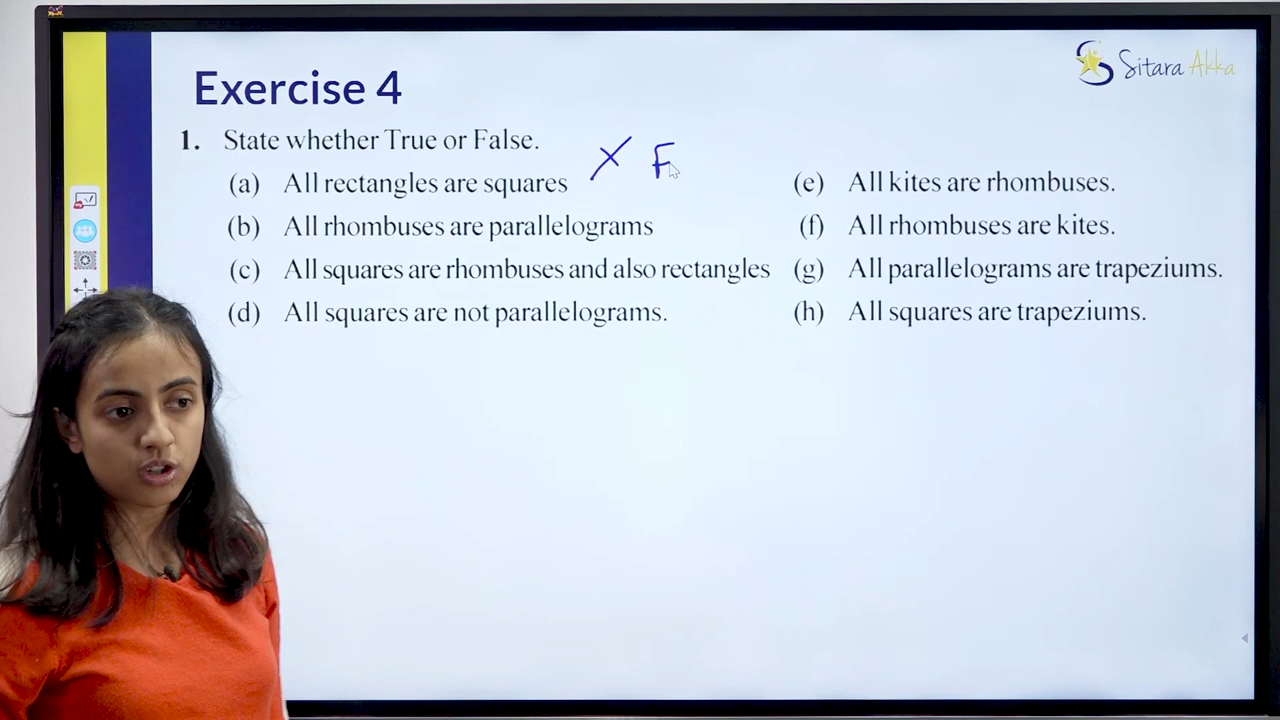 Sitara Akka
Exercise 4
1. State whether True or False.
(a) All rectangles are squares X F
(b) All rhombuses are parallelograms
(c) All squares are rhombuses and also rectangles
(d) All squares are not parallelograms.
(e) All kites are rhombuses.
(f) All rhombuses are kites.
(g) All parallelograms are trapeziums.
(h) All squares are trapeziums.